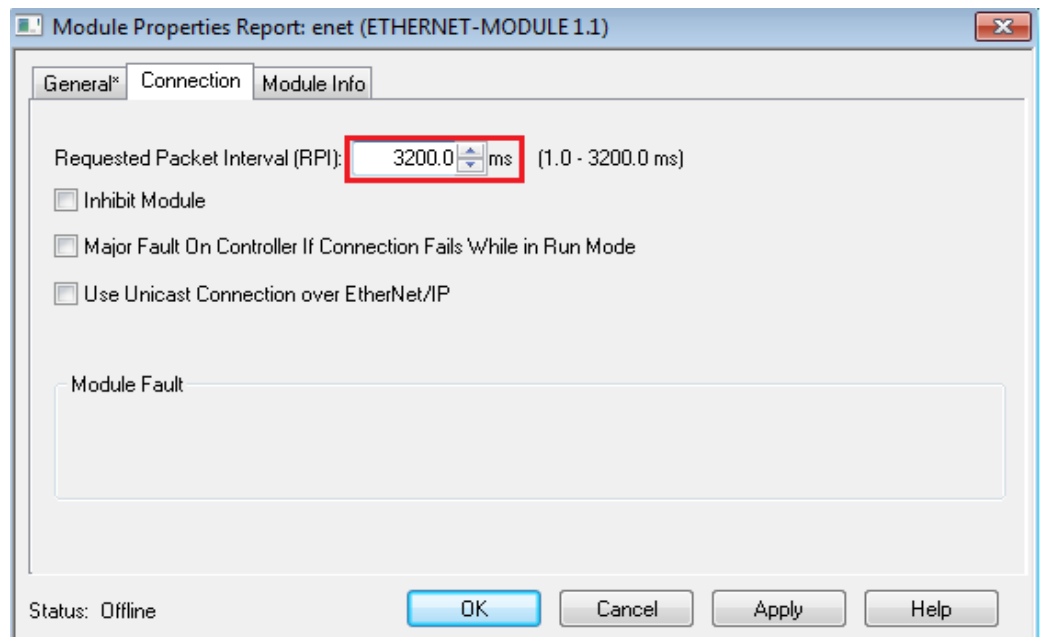 Module Properties Report: enet (ETHERNET-MODULE 1.1)
General* Connection Module Info
Requested Packet Interval (RPI): 3200.0 ms (1.0 - 3200.0 ms)
Inhibit Module
Major Fault On Controller If Connection Fails While in Run Mode
Use Unicast Connection over EtherNet/IP
Module Fault
Status: Offline OK Cancel Apply Help